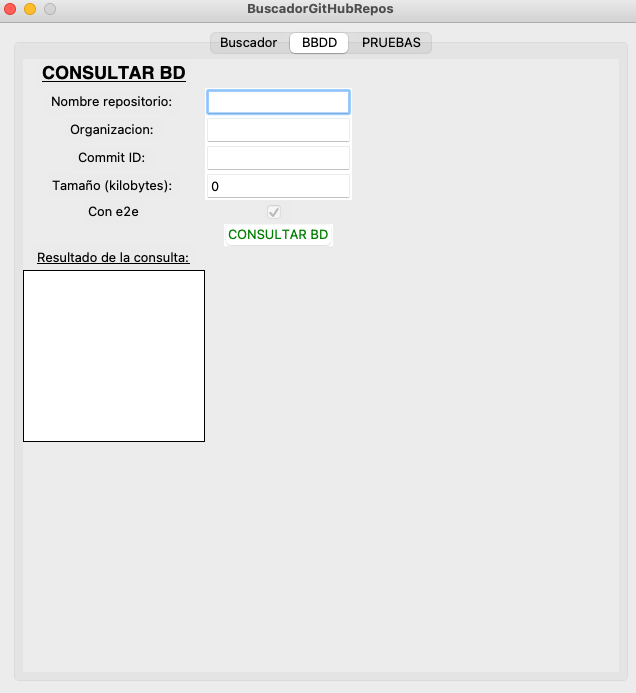 BuscadorGitHubRepos
Buscador BBDD PRUEBAS
CONSULTAR BD
Nombre repositorio:
Organizacion:
Commit ID:
Tamaño (kilobytes): 0
Con e2e
CONSULTAR BD
Resultado de la consulta: